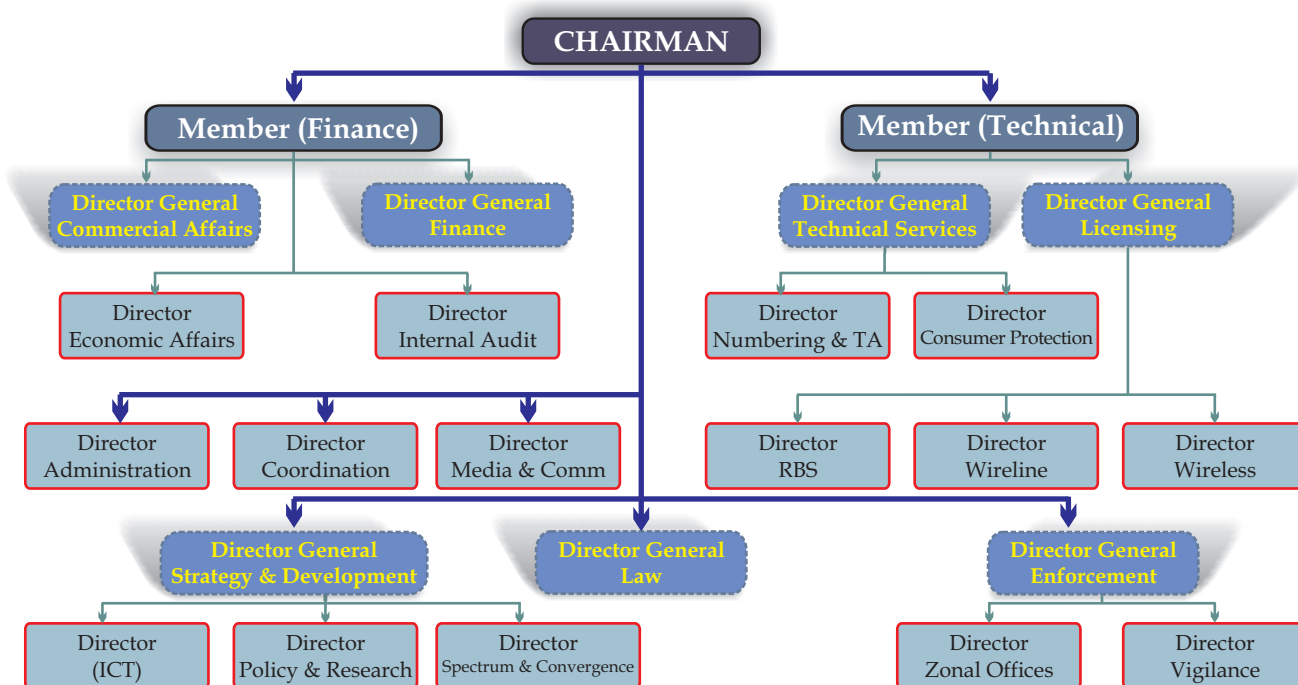 CHAIRMAN
Member (Finance)
Member (Technical)
Director General
Commercial Affairs
Director General
Finance
Director General
Technical Services
Director General
Licensing
Director
Economic Affairs
Director
Internal Audit
Director
Numbering & TA
Director
Consumer Protection
Director
Administration
Director
Coordination
Director
Media & Comm
Director
RBS
Director
Wireline
Director
Wireless
Director General
Strategy & Development
Director General
Law
Director General
Enforcement
Director
(ICT)
Director
Policy & Research
Director
Spectrum & Convergence
Director
Zonal Offices
Director
Vigilance